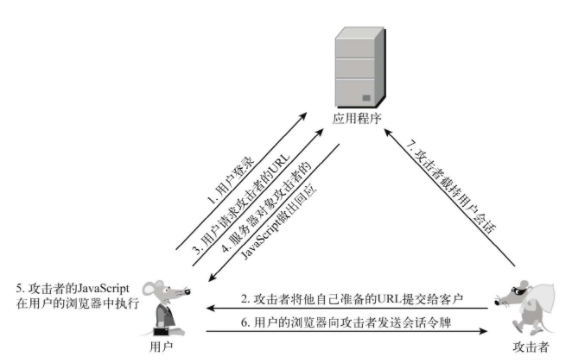 应用程序
1. 用户登录
3. 用户请求攻击者的URL
4. 服务器对象攻击者的
JavaScript做出回应
7. 攻击者截持用户会话
5. 攻击者的JavaScript
在用户的浏览器中执行
2. 攻击者将他自己准备的URL提交给客户
6. 用户的浏览器向攻击者发送会话令牌
用户
攻击者